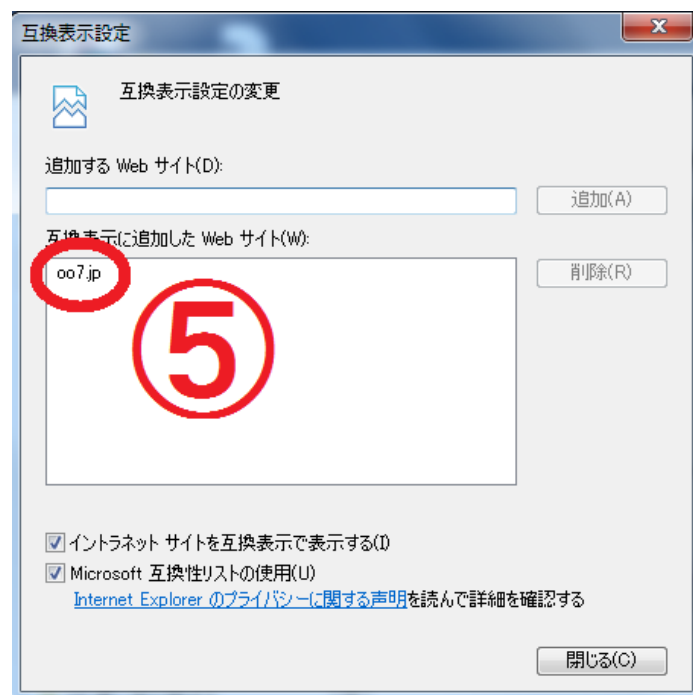 互換表示設定
互換表示設定の変更
追加する Web サイト(D):
追加(A)
互換表示に追加した Web サイト(W):
oo7.jp
削除(R)
⑤
イントラネット サイトを互換表示で表示する(I)
Microsoft 互換性リストの使用(U)
Internet Explorer のプライバシーに関する声明を読んで詳細を確認する
閉じる(C)